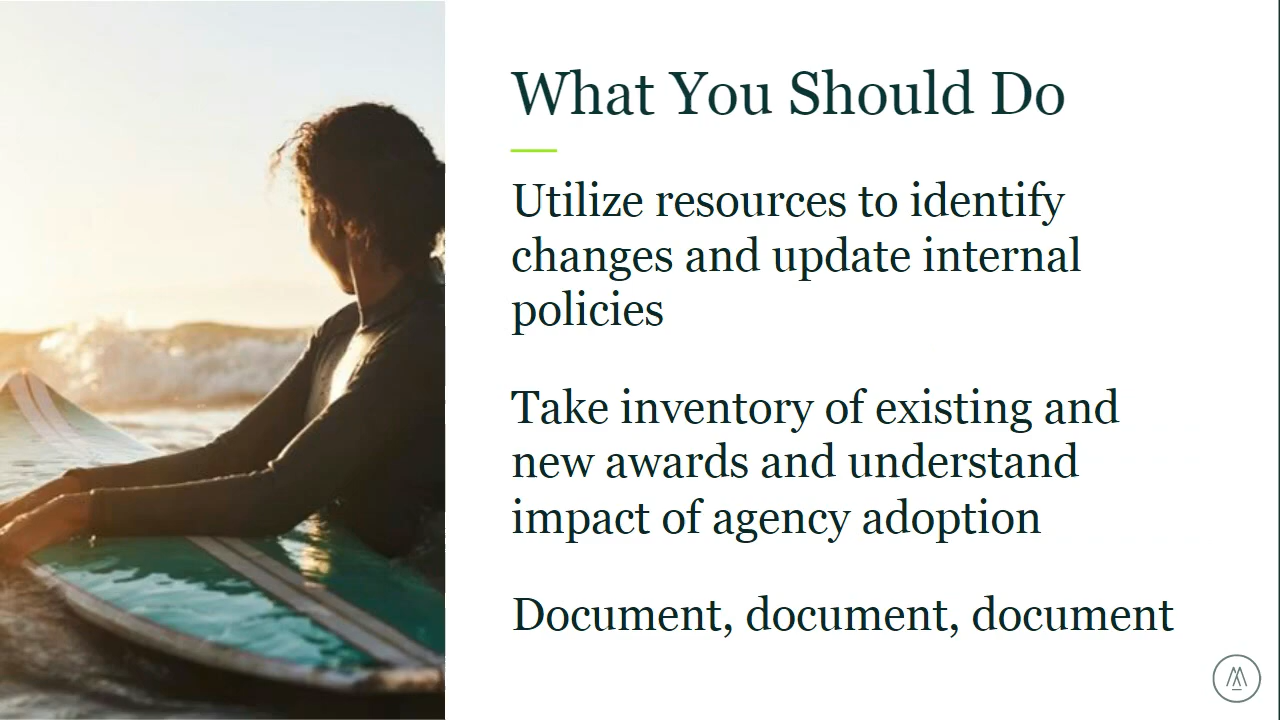 What You Should Do
Utilize resources to identify
changes and update internal
policies
Take inventory of existing and
new awards and understand
impact of agency adoption
Document, document, document